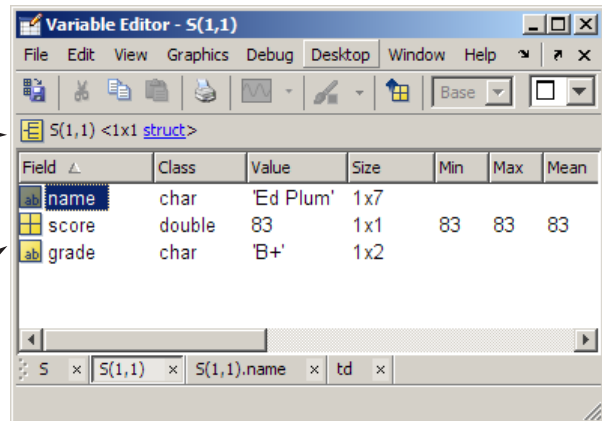 Variable Editor - S(1,1)
File Edit View Graphics Debug Desktop Window Help
Base
S(1,1) <1x1 struct>
Field Class Value Size Min Max Mean
ab name char 'Ed Plum' 1x7
score double 83 1x1 83 83 83
ab grade char 'B+' 1x2
S × S(1,1) × S(1,1).name × td ×